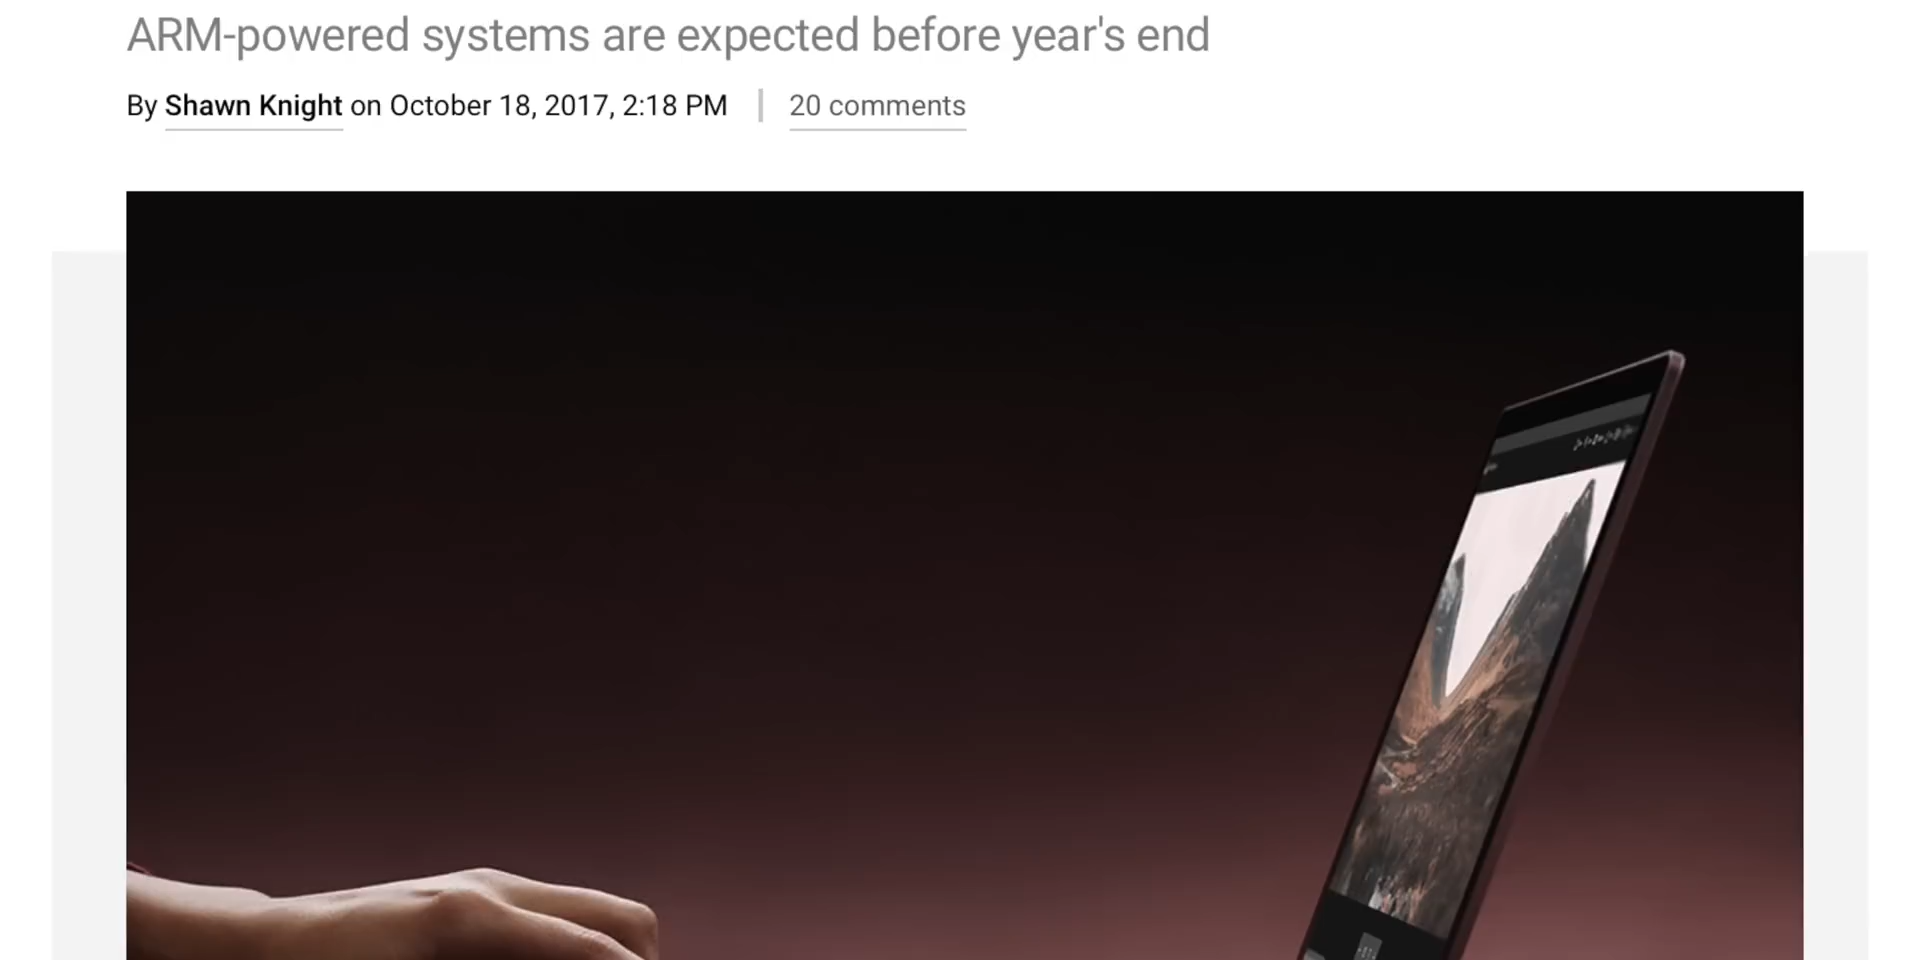 ARM-powered systems are expected before year's end
By Shawn Knight on October 18, 2017, 2:18 PM | 20 comments